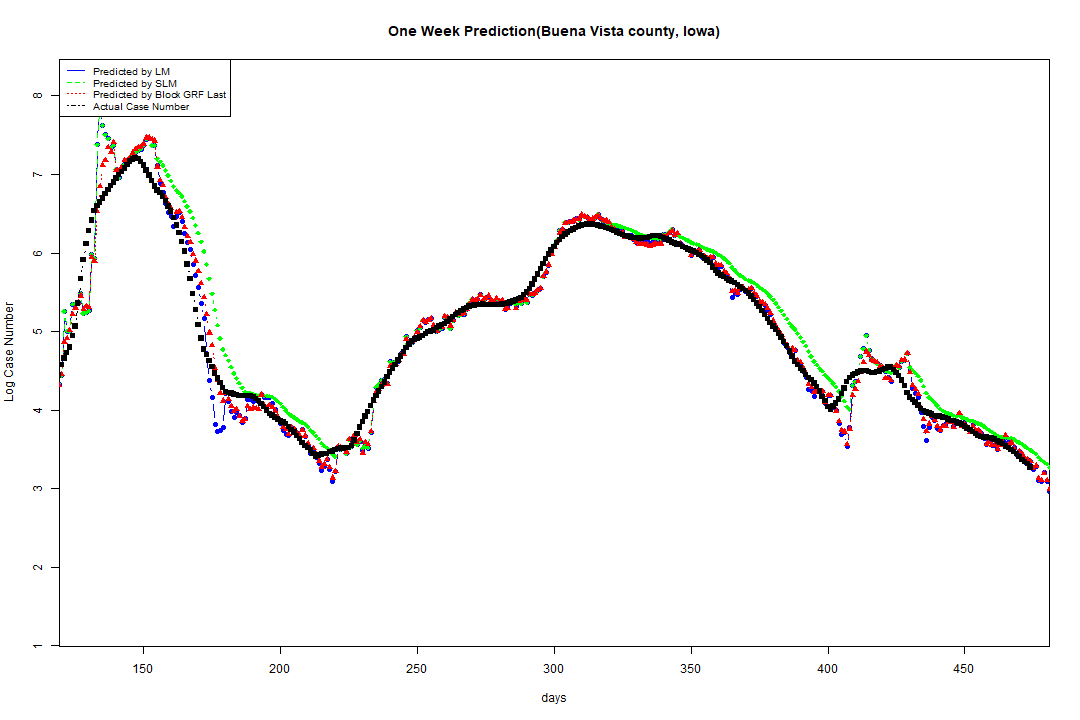 One Week Prediction(Buena Vista county, Iowa)
Predicted by LM
Predicted by SLM
Predicted by Block GRF Last
Actual Case Number
8
7
6
5
4
3
2
1
Log Case Number
150 200 250 300 350 400 450
days